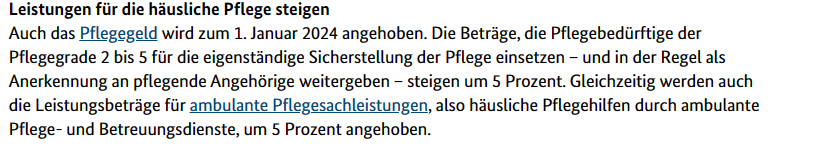 Leistungen für die häusliche Pflege steigen
Auch das Pflegegeld wird zum 1. Januar 2024 angehoben. Die Beträge, die Pflegebedürftige der
Pflegegrade 2 bis 5 für die eigenständige Sicherstellung der Pflege einsetzen – und in der Regel als
Anerkennung an pflegende Angehörige weitergeben – steigen um 5 Prozent. Gleichzeitig werden auch
die Leistungsbeträge für ambulante Pflegesachleistungen, also häusliche Pflegehilfen durch ambulante
Pflege- und Betreuungsdienste, um 5 Prozent angehoben.